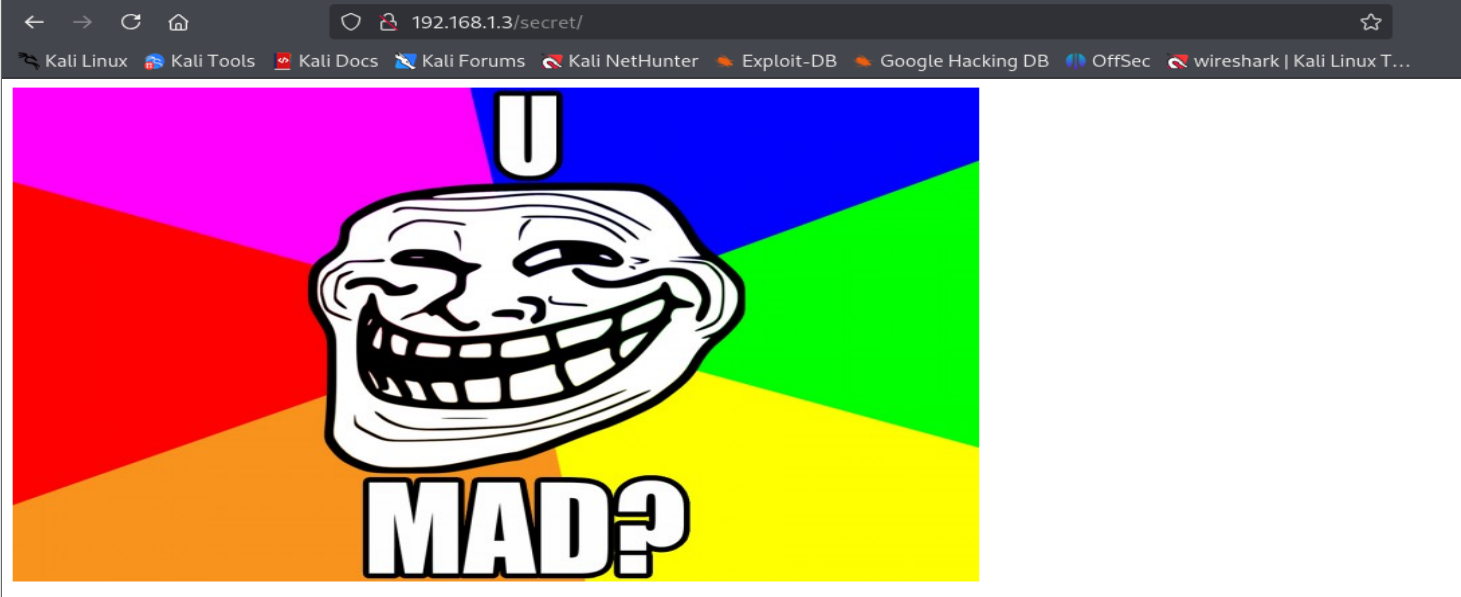 192.168.1.3/secret/
Kali Linux Kali Tools Kali Docs Kali Forums Kali NetHunter Exploit-DB Google Hacking DB OffSec wireshark | Kali Linux T…
U
MAD?